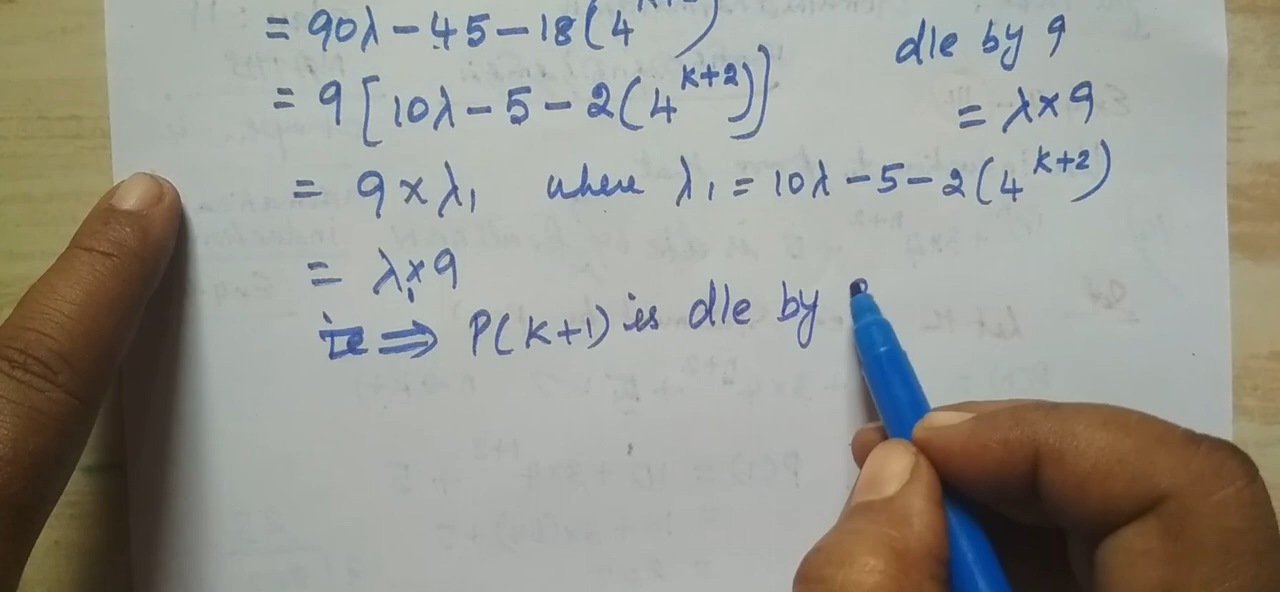 = 90λ - 45 - 18(4^{k+2})
dle by 9
= 9[10λ - 5 - 2(4^{k+2})]
= λ × 9
= 9 × λ₁ where λ₁ = 10λ - 5 - 2(4^{k+2})
= λ₁ × 9
⇒ P(k+1) is dle by